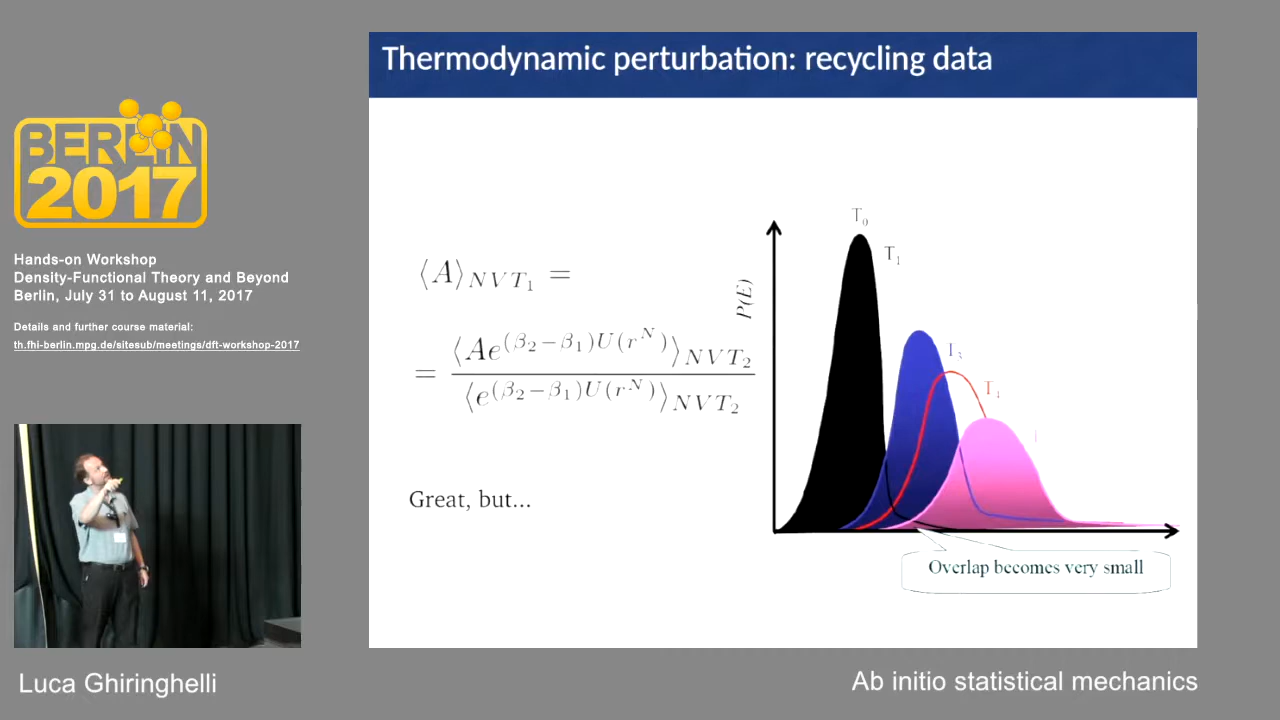 Thermodynamic perturbation: recycling data
BERLIN
2017
Hands-on Workshop
Density-Functional Theory and Beyond
Berlin, July 31 to August 11, 2017
Details and further course material:
th.fhi-berlin.mpg.de/sitesub/meetings/dft-workshop-2017
⟨A⟩_{NVT_1} =
= ⟨Ae^{(β_2−β_1)U(r^N)}⟩_{NVT_2}
⟨e^{(β_2−β_1)U(r^N)}⟩_{NVT_2}
Great, but...
T_0
T_1
P(E)
Overlap becomes very small
Luca Ghiringhelli
Ab initio statistical mechanics